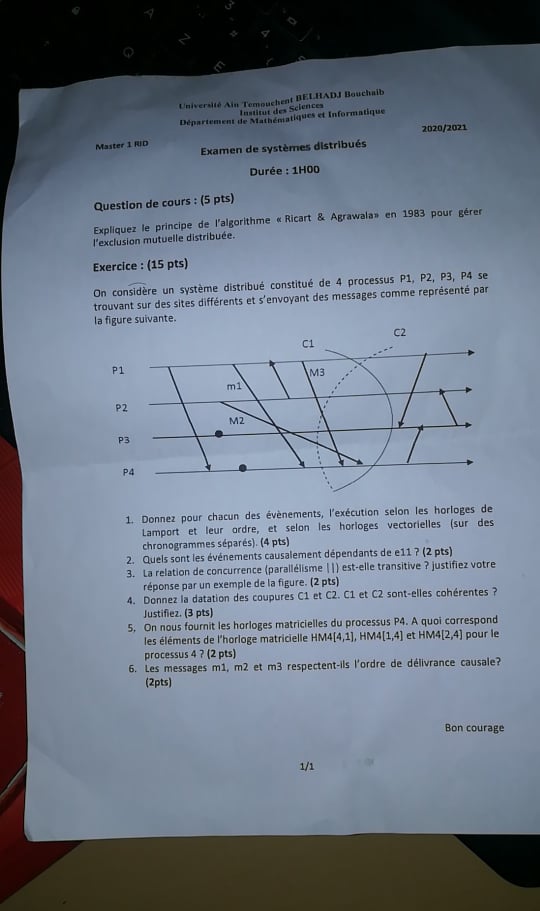 Université Ain Temouchent BELHADJ Bouchaib
Institut des Sciences
Département de Mathématiques et Informatique
2020/2021
Master 1 RID
Examen de systèmes distribués
Durée : 1H00
Question de cours : (5 pts)
Expliquez le principe de l'algorithme « Ricart & Agrawala» en 1983 pour gérer
l'exclusion mutuelle distribuée.
Exercice : (15 pts)
On considère un système distribué constitué de 4 processus P1, P2, P3, P4 se
trouvant sur des sites différents et s'envoyant des messages comme représenté par
la figure suivante.
C1
C2
P1
M3
m1
P2
M2
P3
P4
1. Donnez pour chacun des évènements, l'exécution selon les horloges de
Lamport et leur ordre, et selon les horloges vectorielles (sur des
chronogrammes séparés). (4 pts)
2. Quels sont les événements causalement dépendants de e11 ? (2 pts)
3. La relation de concurrence (parallélisme ||) est-elle transitive ? justifiez votre
réponse par un exemple de la figure. (2 pts)
4. Donnez la datation des coupures C1 et C2. C1 et C2 sont-elles cohérentes ?
Justifiez. (3 pts)
5. On nous fournit les horloges matricielles du processus P4. A quoi correspond
les éléments de l'horloge matricielle HM4[4,1], HM4[1,4] et HM4[2,4] pour le
processus 4 ? (2 pts)
6. Les messages m1, m2 et m3 respectent-ils l'ordre de délivrance causale?
(2pts)
Bon courage
1/1